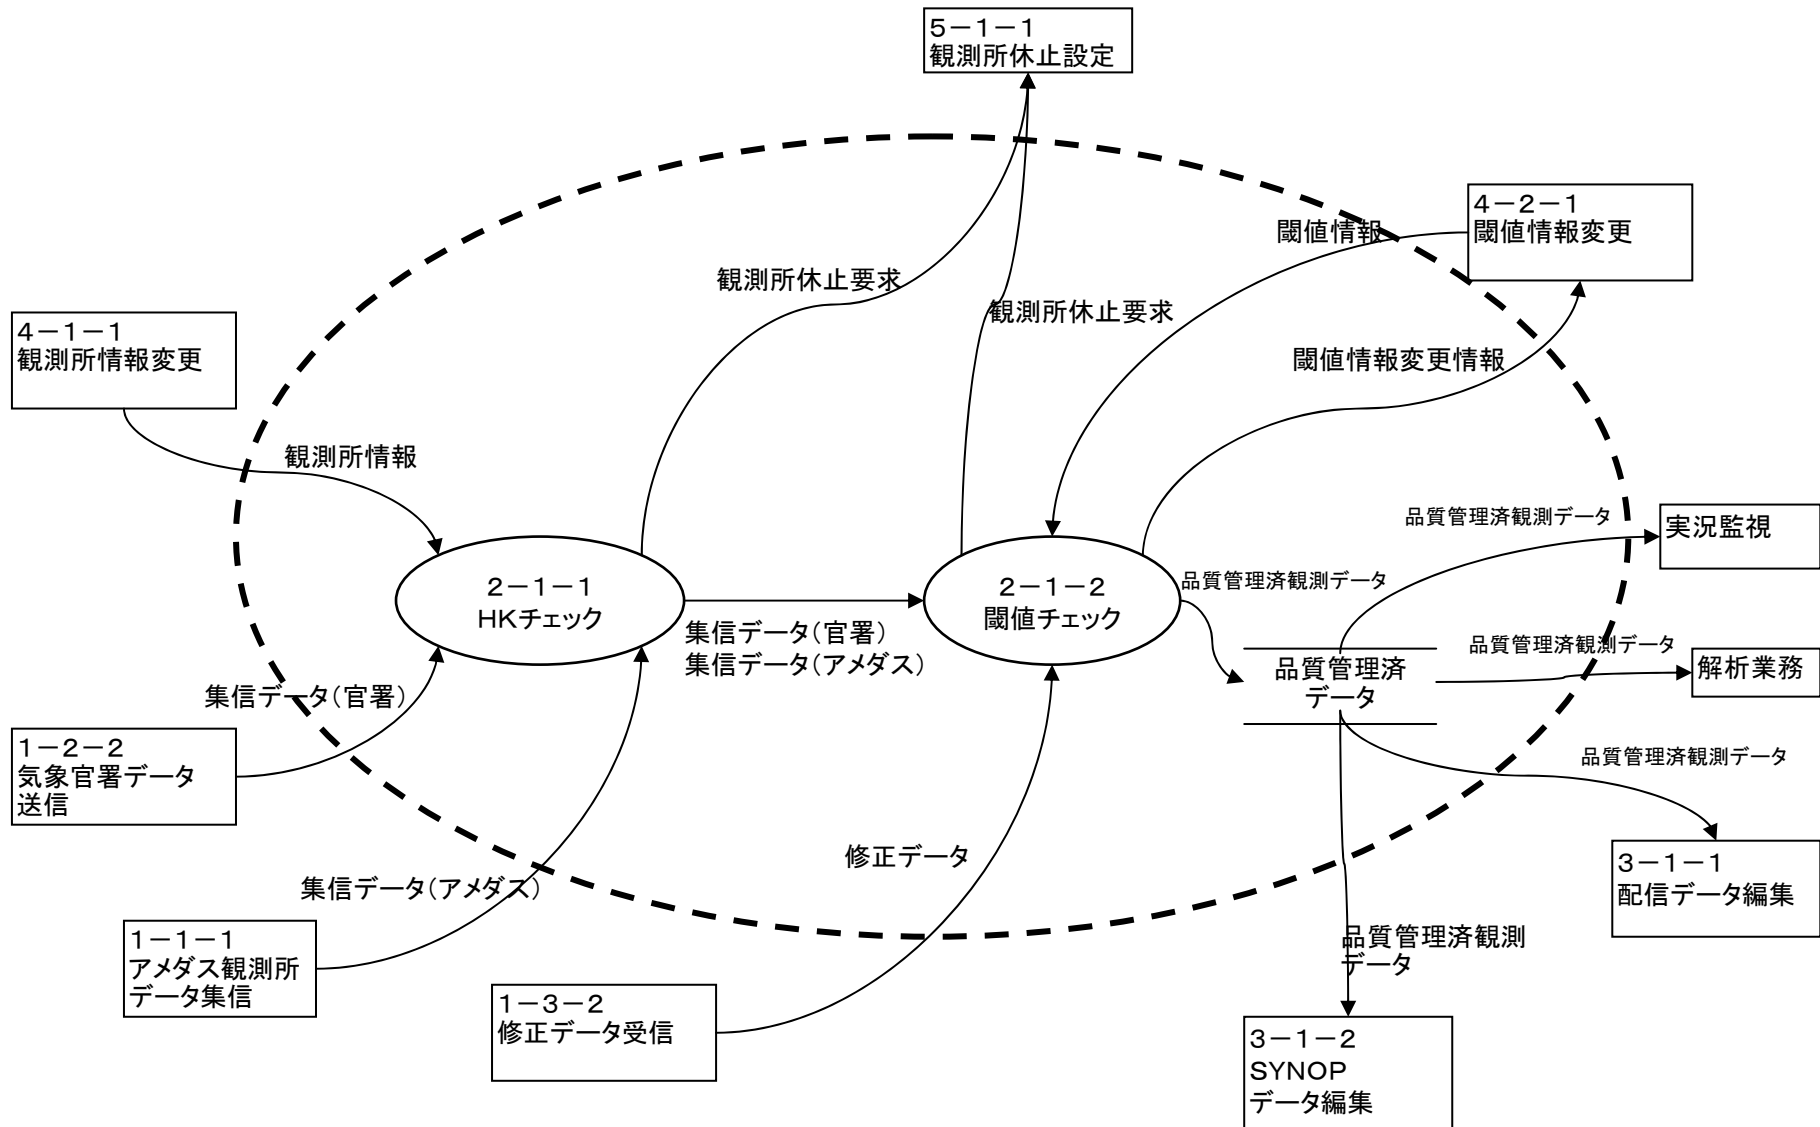 5－1－1
観測所休止設定
4－2－1
閾値情報変更
閾値情報
観測所休止要求
観測所休止要求
4－1－1
観測所情報変更
閾値情報変更情報
観測所情報
品質管理済観測データ
実況監視
2－1－1
HKチェック
2－1－2
閾値チェック
品質管理済観測データ
集信データ（官署）
集信データ（アメダス）
品質管理済観測データ
品質管理済
データ
解析業務
集信データ（官署）
1－2－2
気象官署データ
送信
品質管理済観測データ
修正データ
3－1－1
配信データ編集
集信データ（アメダス）
1－1－1
アメダス観測所
データ集信
品質管理済観測
データ
1－3－2
修正データ受信
3－1－2
SYNOP
データ編集